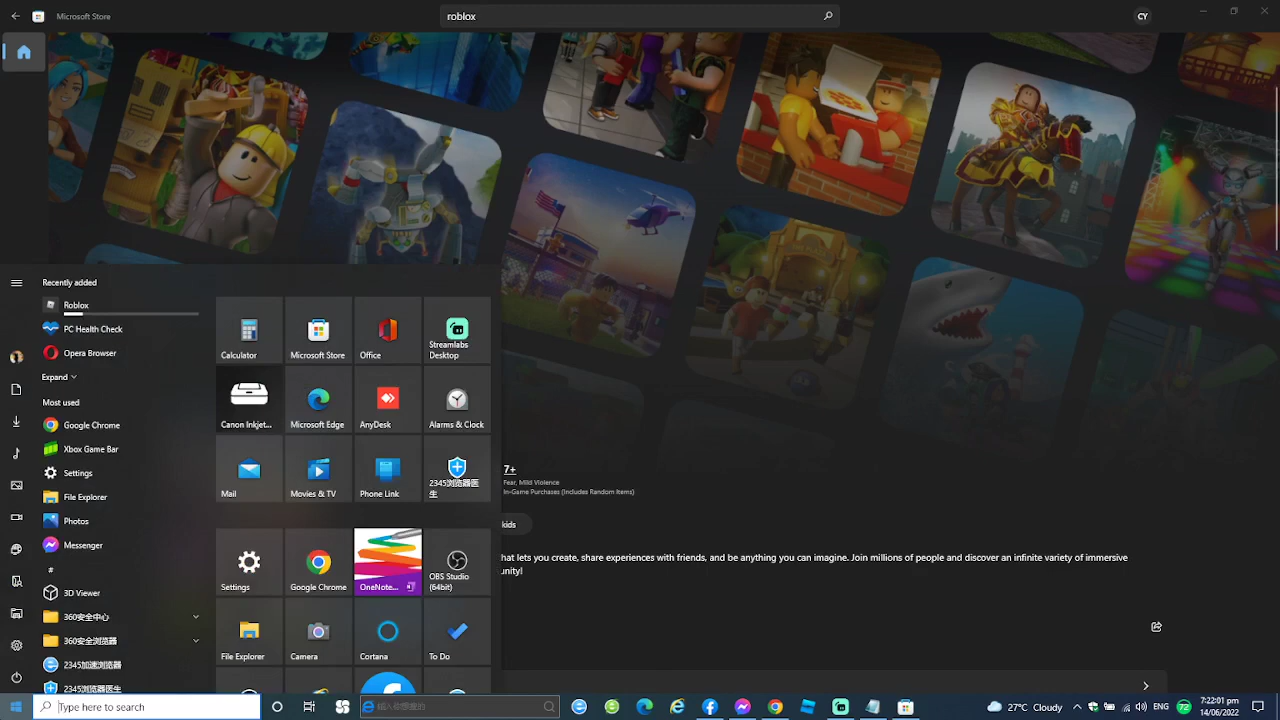 Microsoft Store
roblox
CY
Recently added
Roblox
PC Health Check
Opera Browser
Expand
Most used
Google Chrome
Xbox Game Bar
Settings
File Explorer
Photos
Messenger
#
3D Viewer
360安全中心
360安全浏览器
2345加速浏览器
2345浏览器医生
Calculator
Microsoft Store
Office
Streamlabs
Desktop
Canon Inkjet...
Microsoft Edge
AnyDesk
Alarms & Clock
Mail
Movies & TV
Phone Link
2345浏览器医
生
Settings
Google Chrome
OneNote...
OBS Studio
(64bit)
File Explorer
Camera
Cortana
To Do
7+
Fear, Mild Violence
In-Game Purchases (Includes Random Items)
kids
hat lets you create, share experiences with friends, and be anything you can imagine. Join millions of people and discover an infinite variety of immersive
unity!
Type here to search
输入你想搜的
27°C Cloudy
ENG
7:20:01 pm
14/06/2022